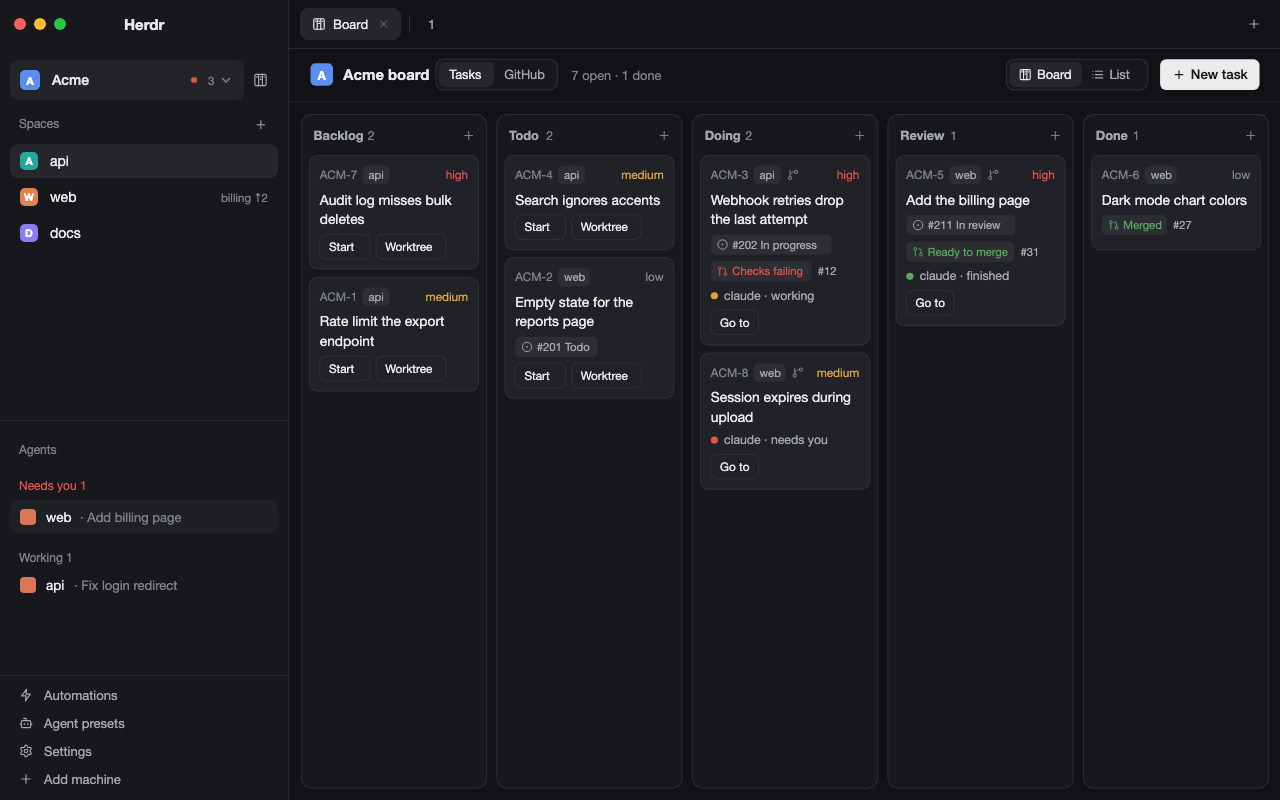 Herdr
A Acme 3
Spaces
A api
W web billing ↑2
D docs
Agents
Needs you 1
web · Add billing page
Working 1
api · Fix login redirect
Automations
Agent presets
Settings
Add machine
Board 1
A Acme board Tasks GitHub 7 open · 1 done Board List + New task
Backlog 2
ACM-7 api high
Audit log misses bulk
deletes
Start Worktree
ACM-1 api medium
Rate limit the export
endpoint
Start Worktree
Todo 2
ACM-4 api medium
Search ignores accents
Start Worktree
ACM-2 web low
Empty state for the
reports page
#201 Todo
Start Worktree
Doing 2
ACM-3 api high
Webhook retries drop
the last attempt
#202 In progress
Checks failing #12
claude · working
Go to
ACM-8 web medium
Session expires during
upload
claude · needs you
Go to
Review 1
ACM-5 web high
Add the billing page
#211 In review
Ready to merge #31
claude · finished
Go to
Done 1
ACM-6 web low
Dark mode chart colors
Merged #27